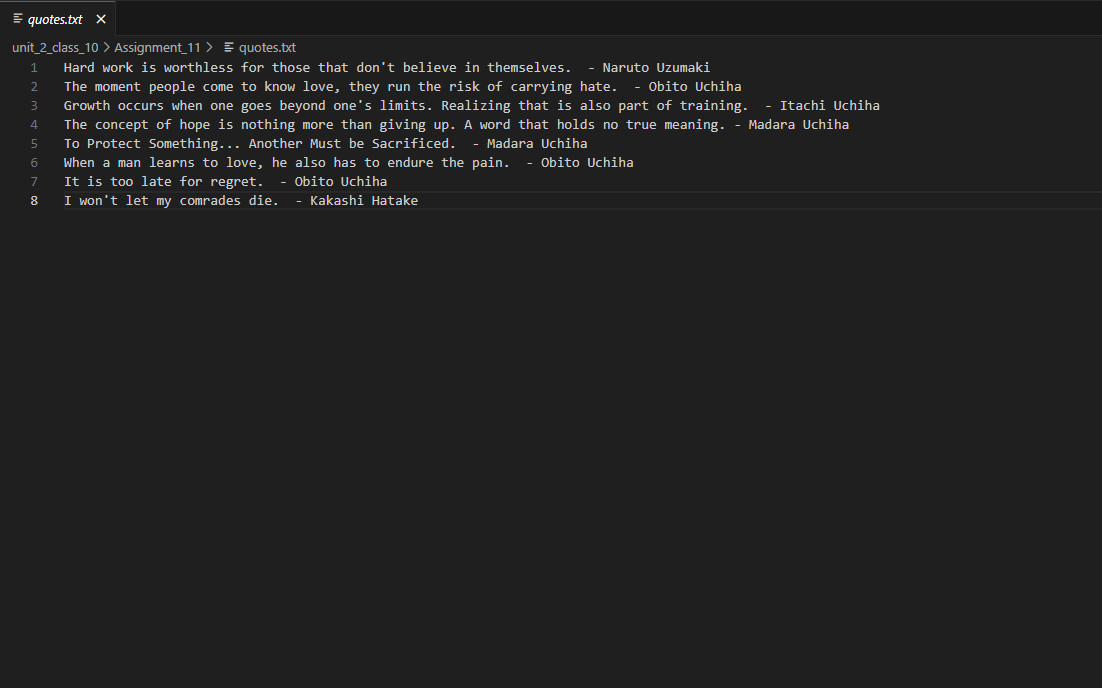 quotes.txt
unit_2_class_10 > Assignment_11 > quotes.txt
1 Hard work is worthless for those that don't believe in themselves.  - Naruto Uzumaki
2 The moment people come to know love, they run the risk of carrying hate.  - Obito Uchiha
3 Growth occurs when one goes beyond one's limits. Realizing that is also part of training.  - Itachi Uchiha
4 The concept of hope is nothing more than giving up. A word that holds no true meaning. - Madara Uchiha
5 To Protect Something... Another Must be Sacrificed.  - Madara Uchiha
6 When a man learns to love, he also has to endure the pain.  - Obito Uchiha
7 It is too late for regret.  - Obito Uchiha
8 I won't let my comrades die.  - Kakashi Hatake